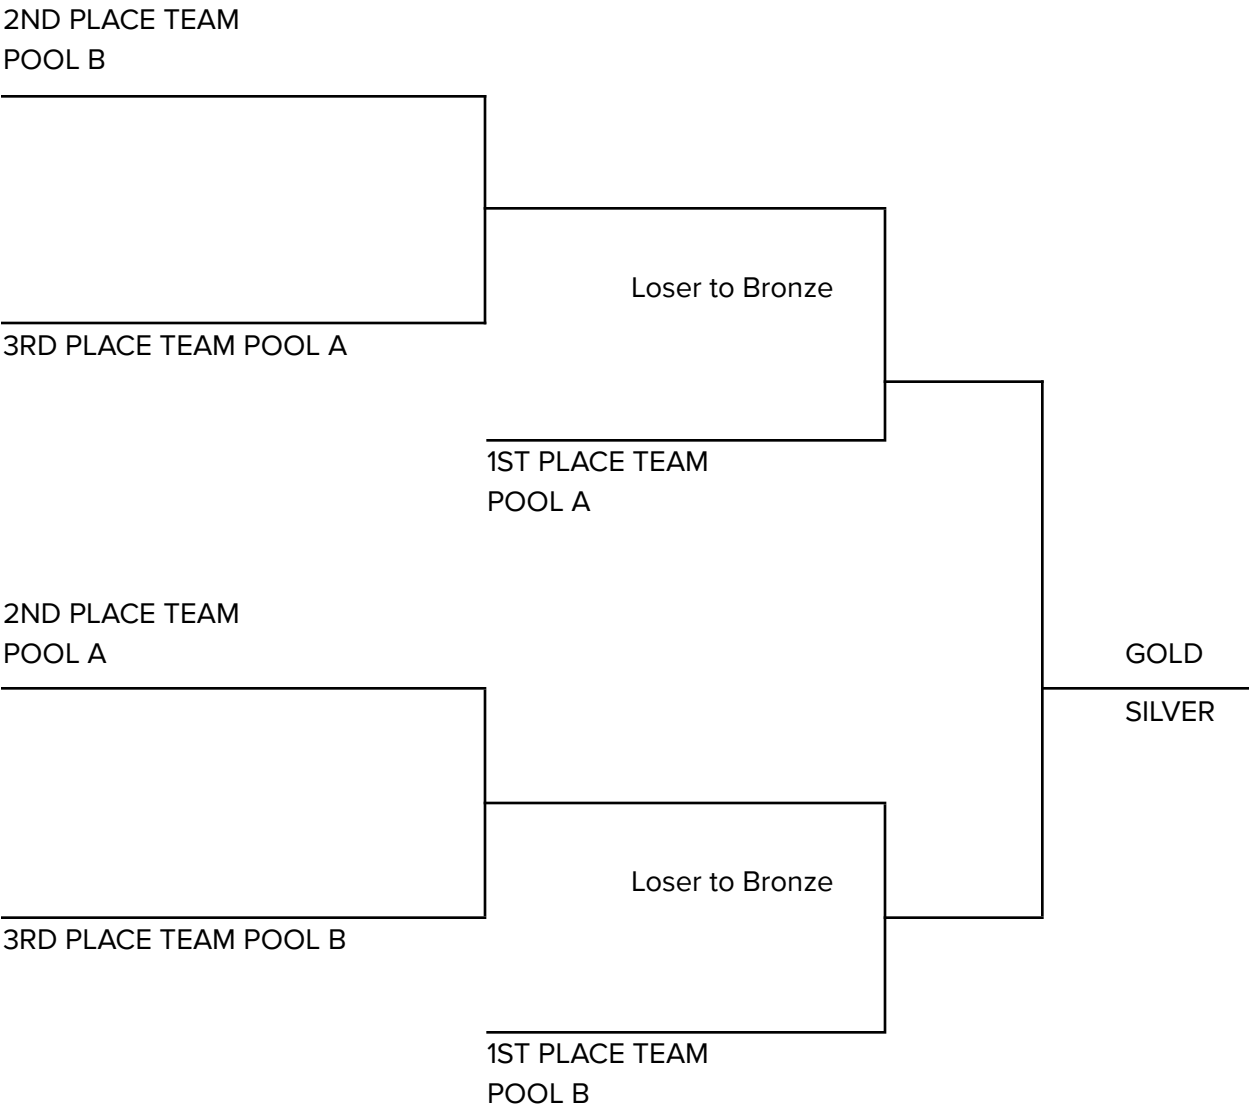 2ND PLACE TEAM
POOL B
Loser to Bronze
3RD PLACE TEAM POOL A
1ST PLACE TEAM
POOL A
2ND PLACE TEAM
POOL A
GOLD
SILVER
Loser to Bronze
3RD PLACE TEAM POOL B
1ST PLACE TEAM
POOL B